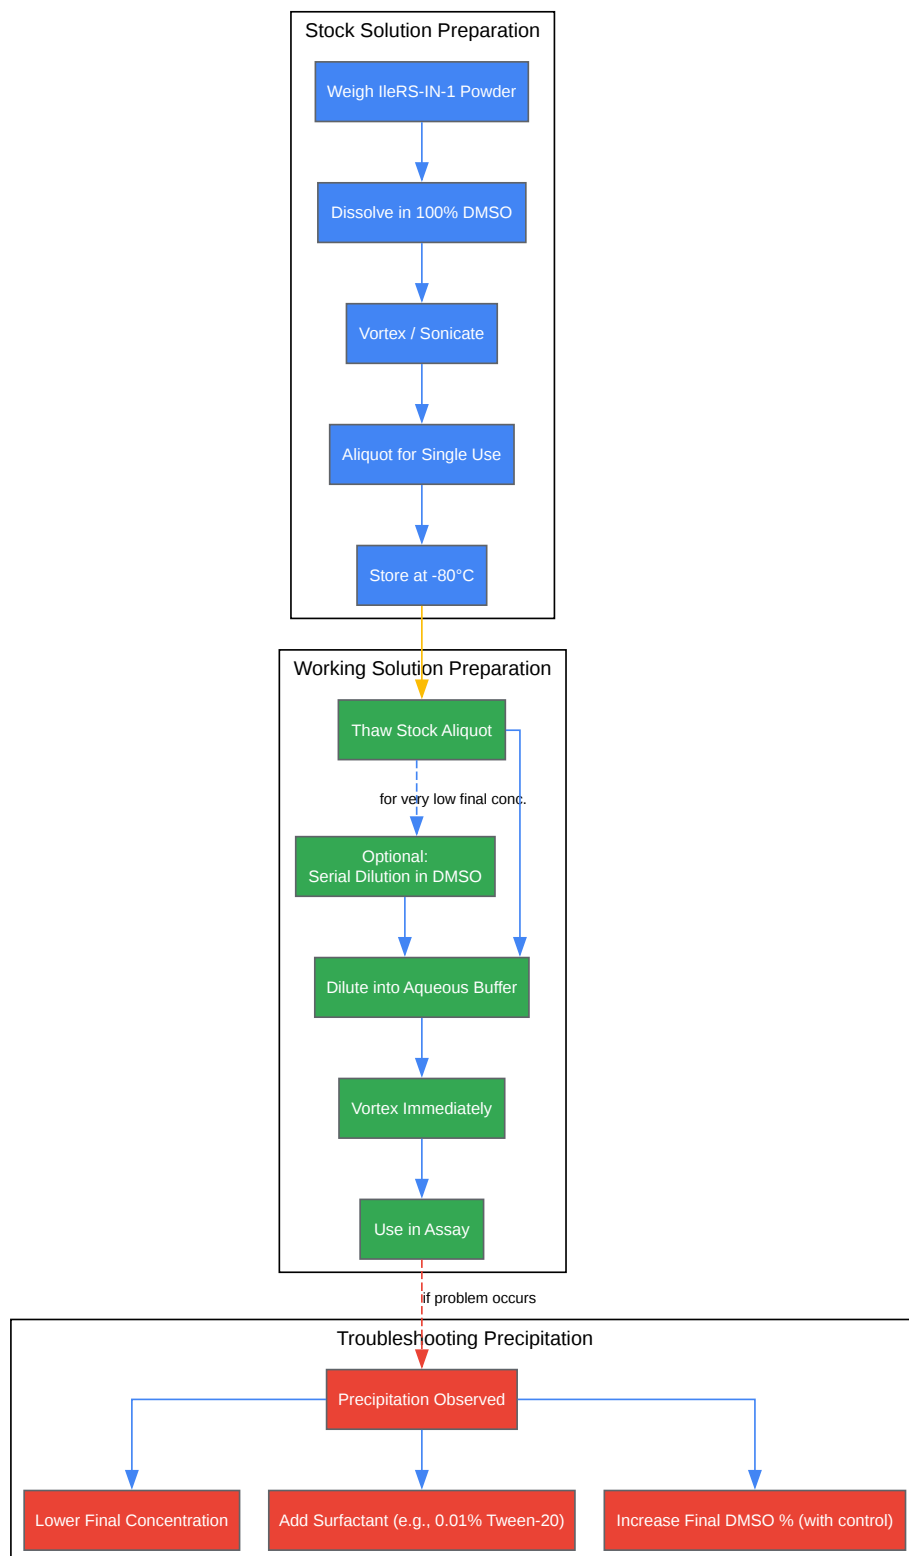 Stock Solution Preparation
Weigh IleRS-IN-1 Powder
Dissolve in 100% DMSO
Vortex / Sonicate
Aliquot for Single Use
Store at -80°C
Working Solution Preparation
Thaw Stock Aliquot
for very low final conc.
Optional:
Serial Dilution in DMSO
Dilute into Aqueous Buffer
Vortex Immediately
Use in Assay
if problem occurs
Troubleshooting Precipitation
Precipitation Observed
Lower Final Concentration
Add Surfactant (e.g., 0.01% Tween-20)
Increase Final DMSO % (with control)